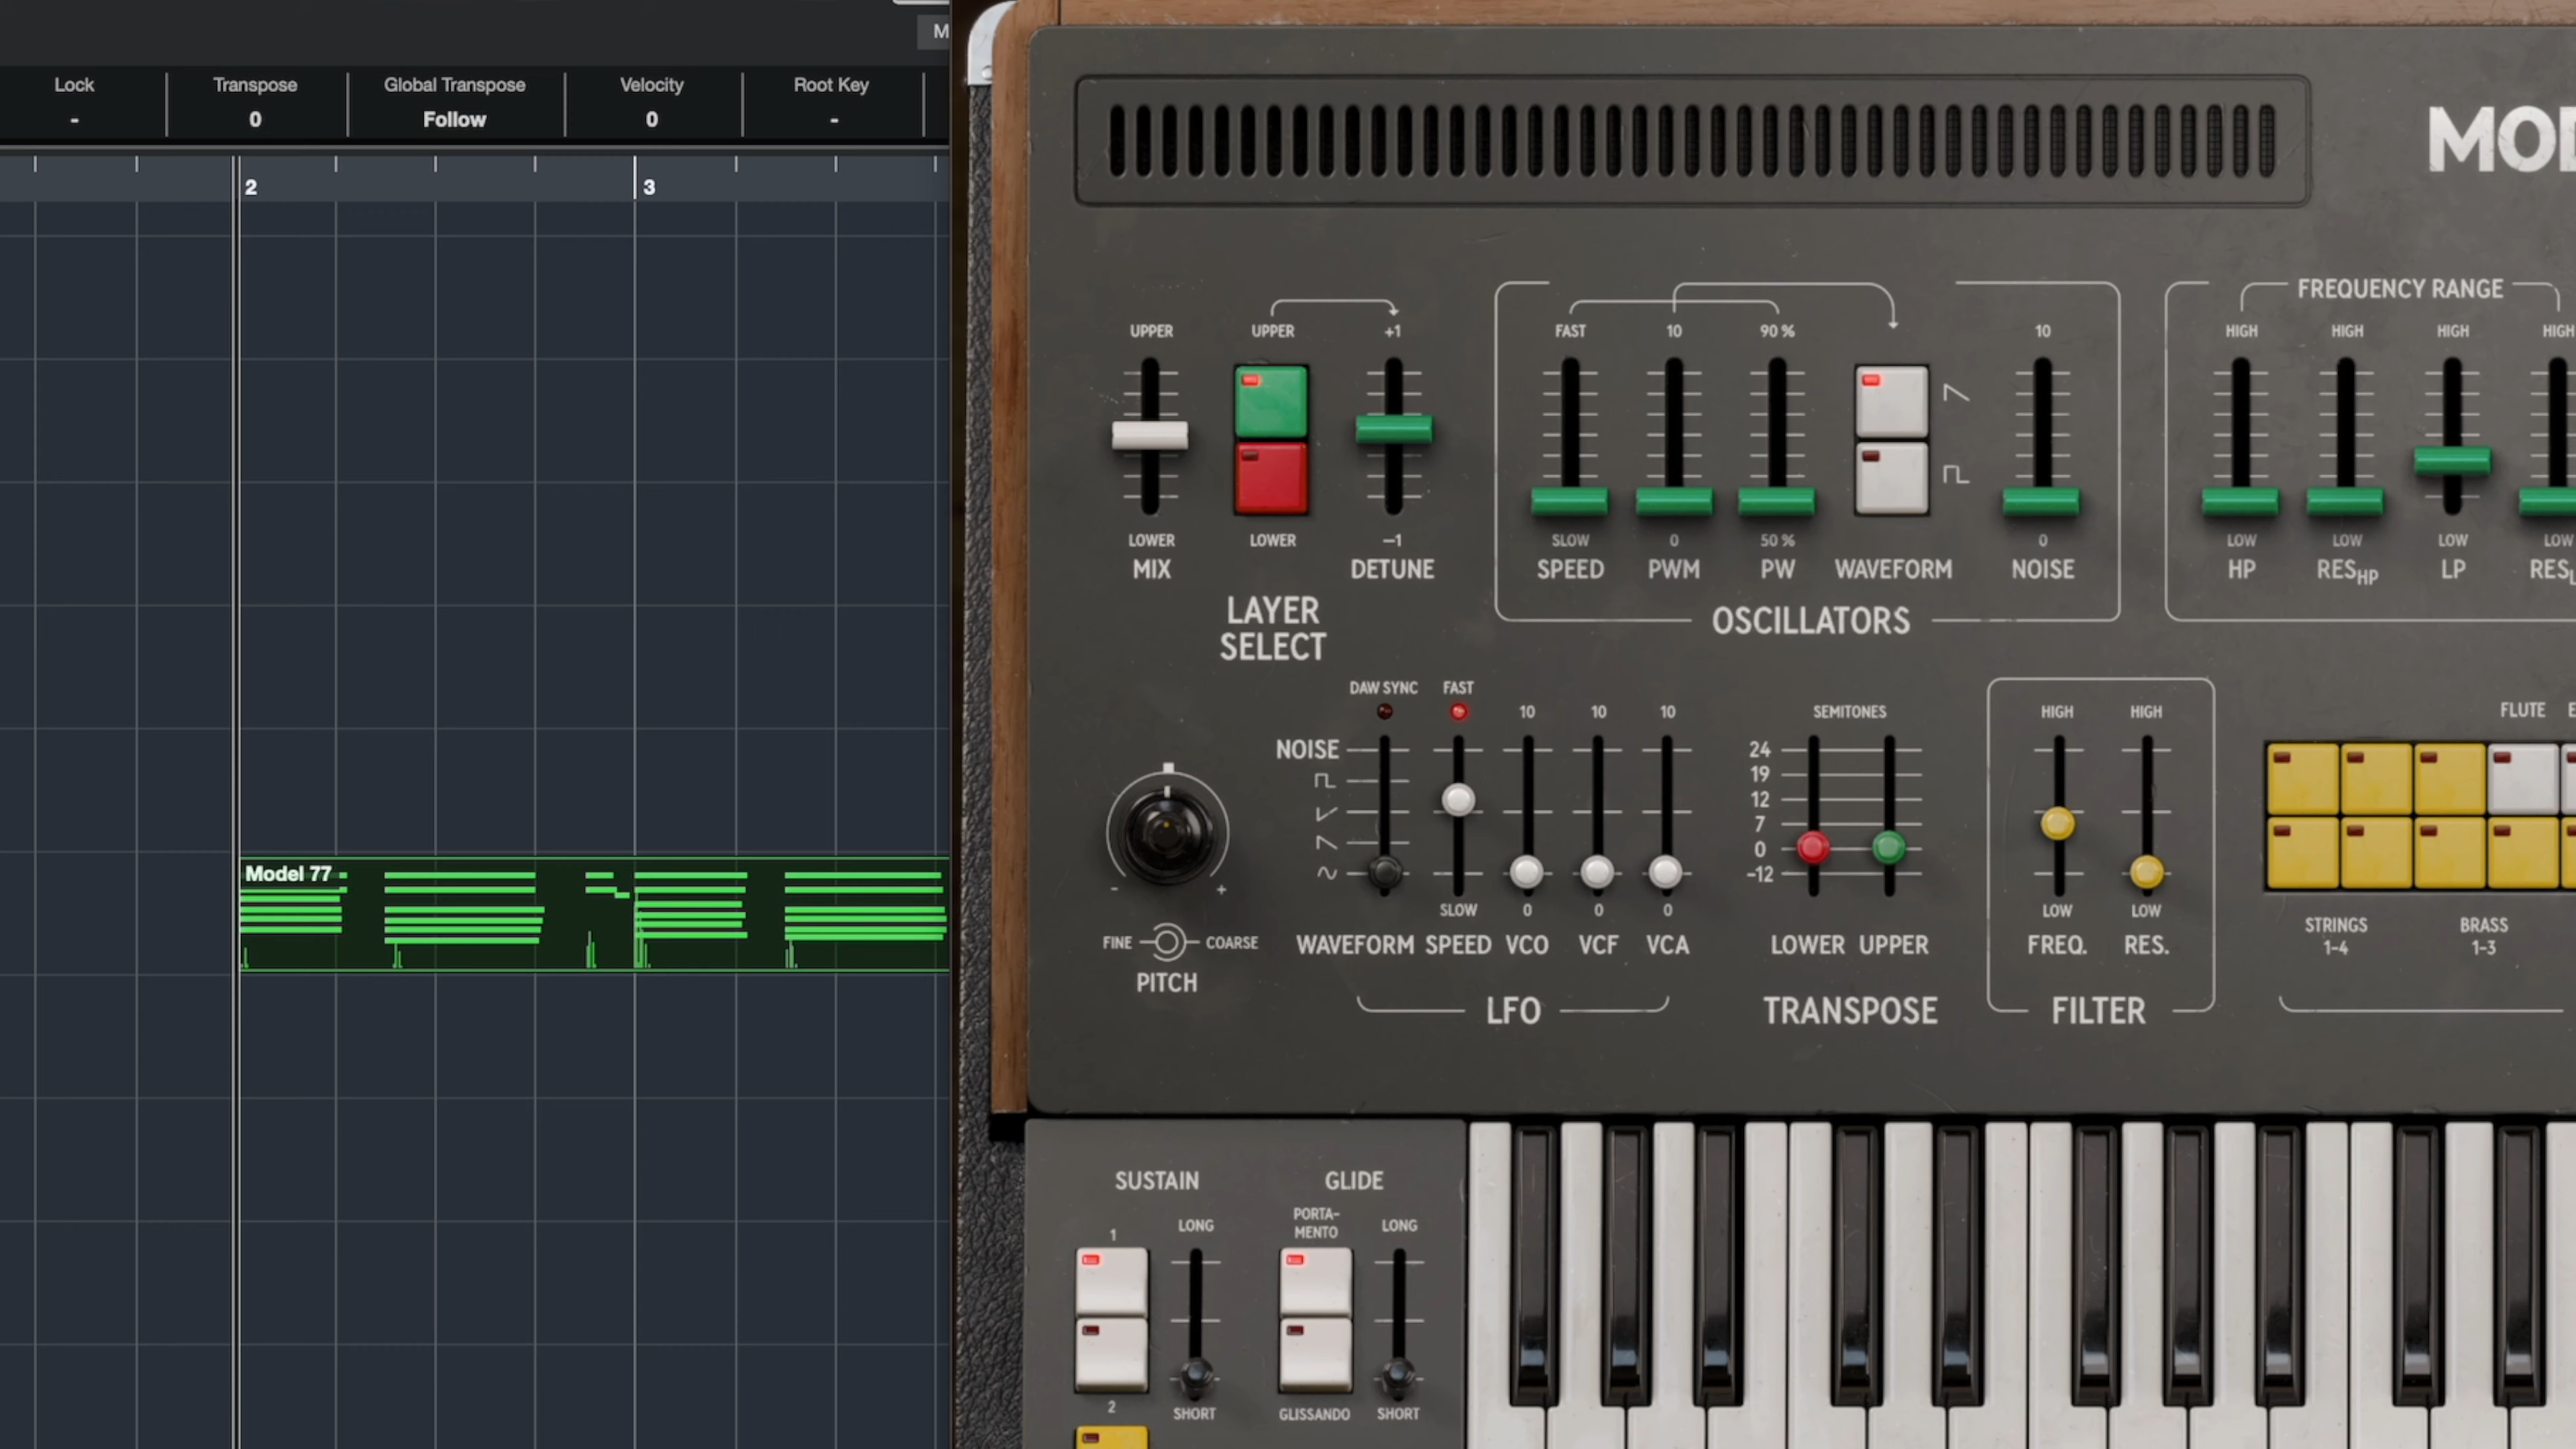 M
Lock
Transpose
Global Transpose
Velocity
Root Key
-
0
Follow
0
-
2
3
Model 77
FREQUENCY RANGE
UPPER
UPPER
+1
FAST
10
90 %
10
HIGH
HIGH
HIGH
HIGH
LOWER
LOWER
–1
SLOW
0
50 %
0
LOW
LOW
LOW
LOW
MIX
DETUNE
SPEED
PWM
PW
WAVEFORM
NOISE
HP
RESHP
LP
LAYER
SELECT
OSCILLATORS
DAW SYNC
FAST
10
10
10
SEMITONES
HIGH
HIGH
FLUTE
NOISE
24
19
12
7
0
-12
-
+
SLOW
0
0
0
LOW
LOW
FINE
COARSE
PITCH
WAVEFORM
SPEED
VCO
VCF
VCA
LOWER
UPPER
FREQ.
RES.
STRINGS
1-4
BRASS
1-3
LFO
TRANSPOSE
FILTER
SUSTAIN
GLIDE
1
LONG
PORTA-
MENTO
LONG
2
SHORT
GLISSANDO
SHORT